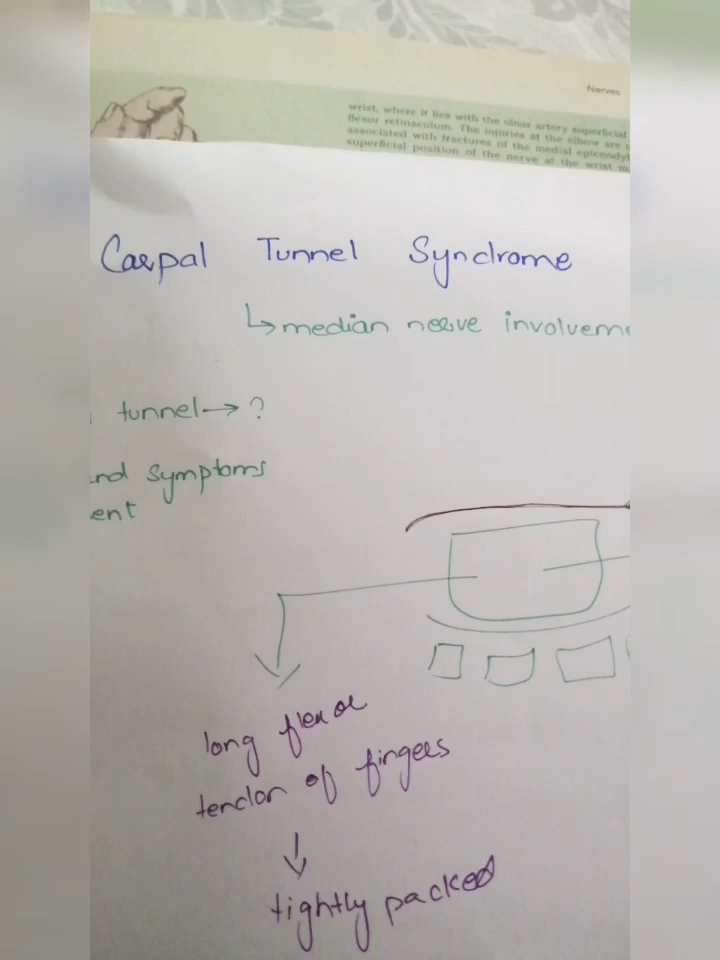 Nerves
wrist, where it lies with the ulnar artery superficial
flexor retinaculum. The injuries at the elbow are
associated with fractures of the medial epicondyl
superficial position of the nerve at the wrist m
Carpal Tunnel Syndrome
↳ median nerve involveme
tunnel → ?
nd symptoms
ent
long flexor
tendon of fingers
↓
tightly packed